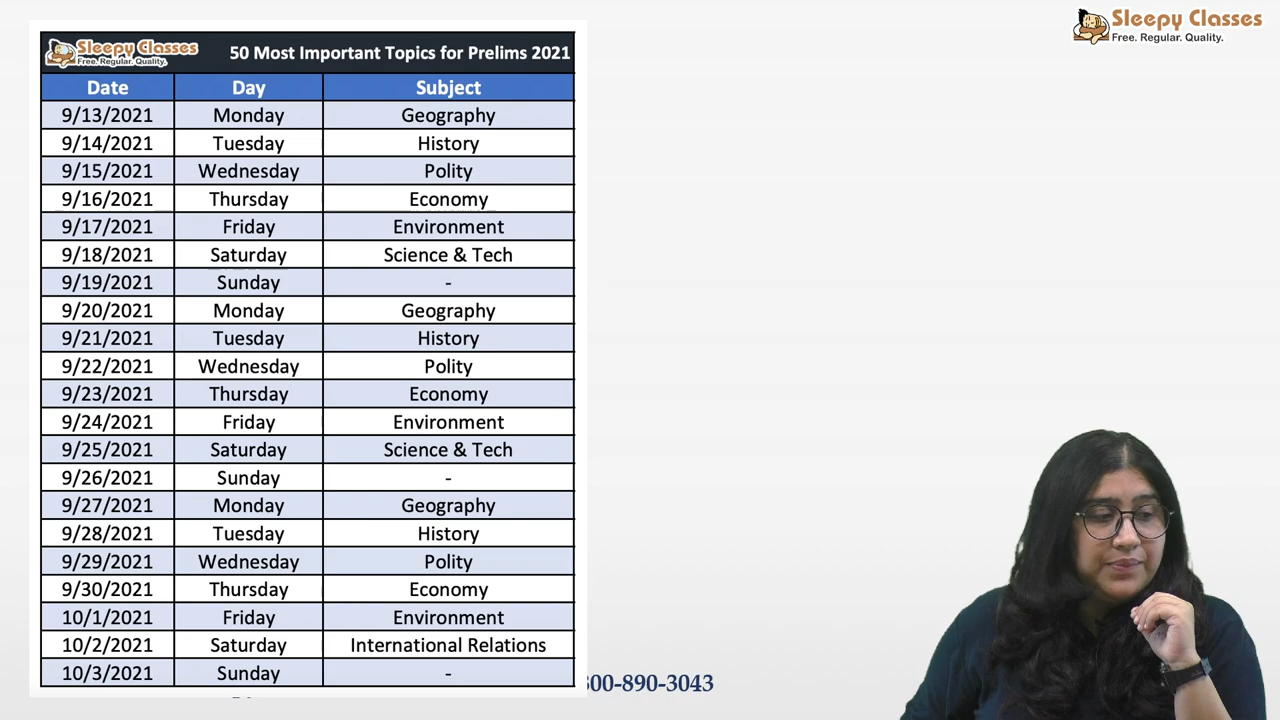 Sleepy Classes
Free. Regular. Quality.
Sleepy Classes
Free. Regular. Quality.
50 Most Important Topics for Prelims 2021
Date Day Subject
9/13/2021 Monday Geography
9/14/2021 Tuesday History
9/15/2021 Wednesday Polity
9/16/2021 Thursday Economy
9/17/2021 Friday Environment
9/18/2021 Saturday Science & Tech
9/19/2021 Sunday -
9/20/2021 Monday Geography
9/21/2021 Tuesday History
9/22/2021 Wednesday Polity
9/23/2021 Thursday Economy
9/24/2021 Friday Environment
9/25/2021 Saturday Science & Tech
9/26/2021 Sunday -
9/27/2021 Monday Geography
9/28/2021 Tuesday History
9/29/2021 Wednesday Polity
9/30/2021 Thursday Economy
10/1/2021 Friday Environment
10/2/2021 Saturday International Relations
10/3/2021 Sunday -
00-890-3043